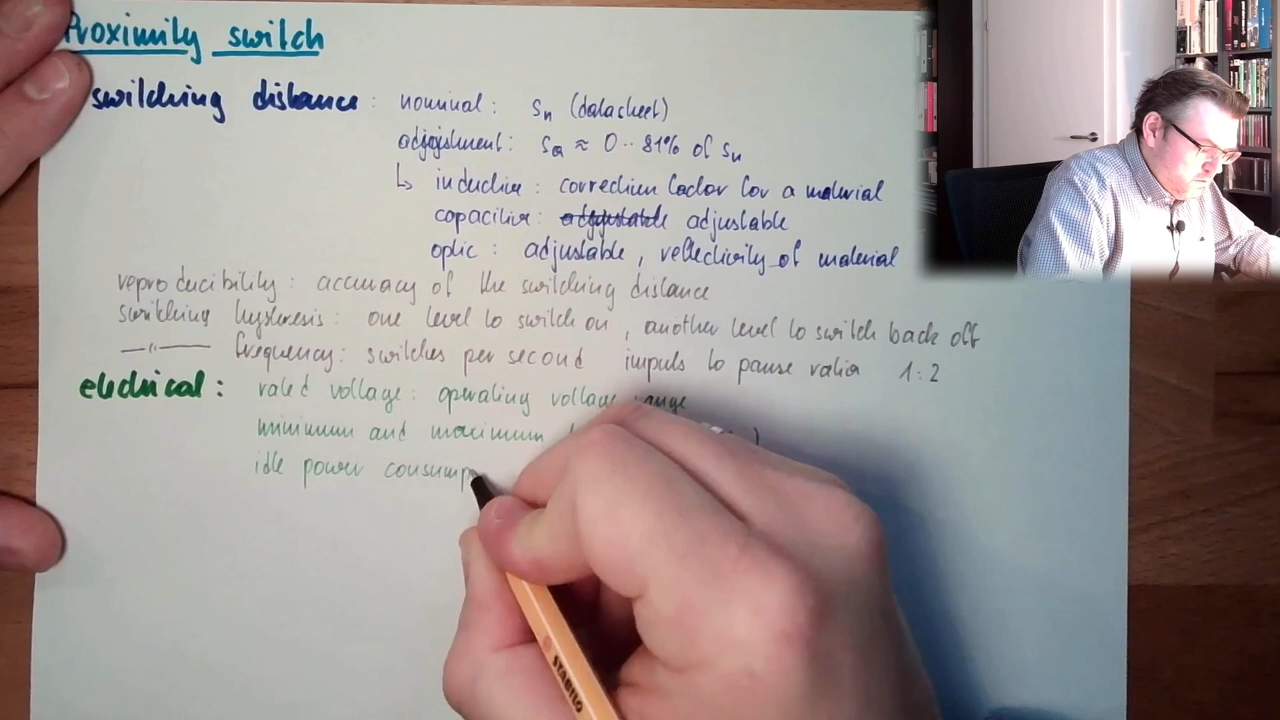 Proximity switch
switching distance: nominal: sn (datasheet)
adjustment: sa ≈ 0..81% of sn
↳ inductive: correction factor for a material
capacitive: adjustable adjustable
optic: adjustable, reflectivity of material
reproducibility: accuracy of the switching distance
switching hysteresis: one level to switch on, another level to switch back off
—"— frequency: switches per second impuls to pause ratio 1:2
electrical: rated voltage: operating voltage range
minimum and maximum
idle power consump
STABILO